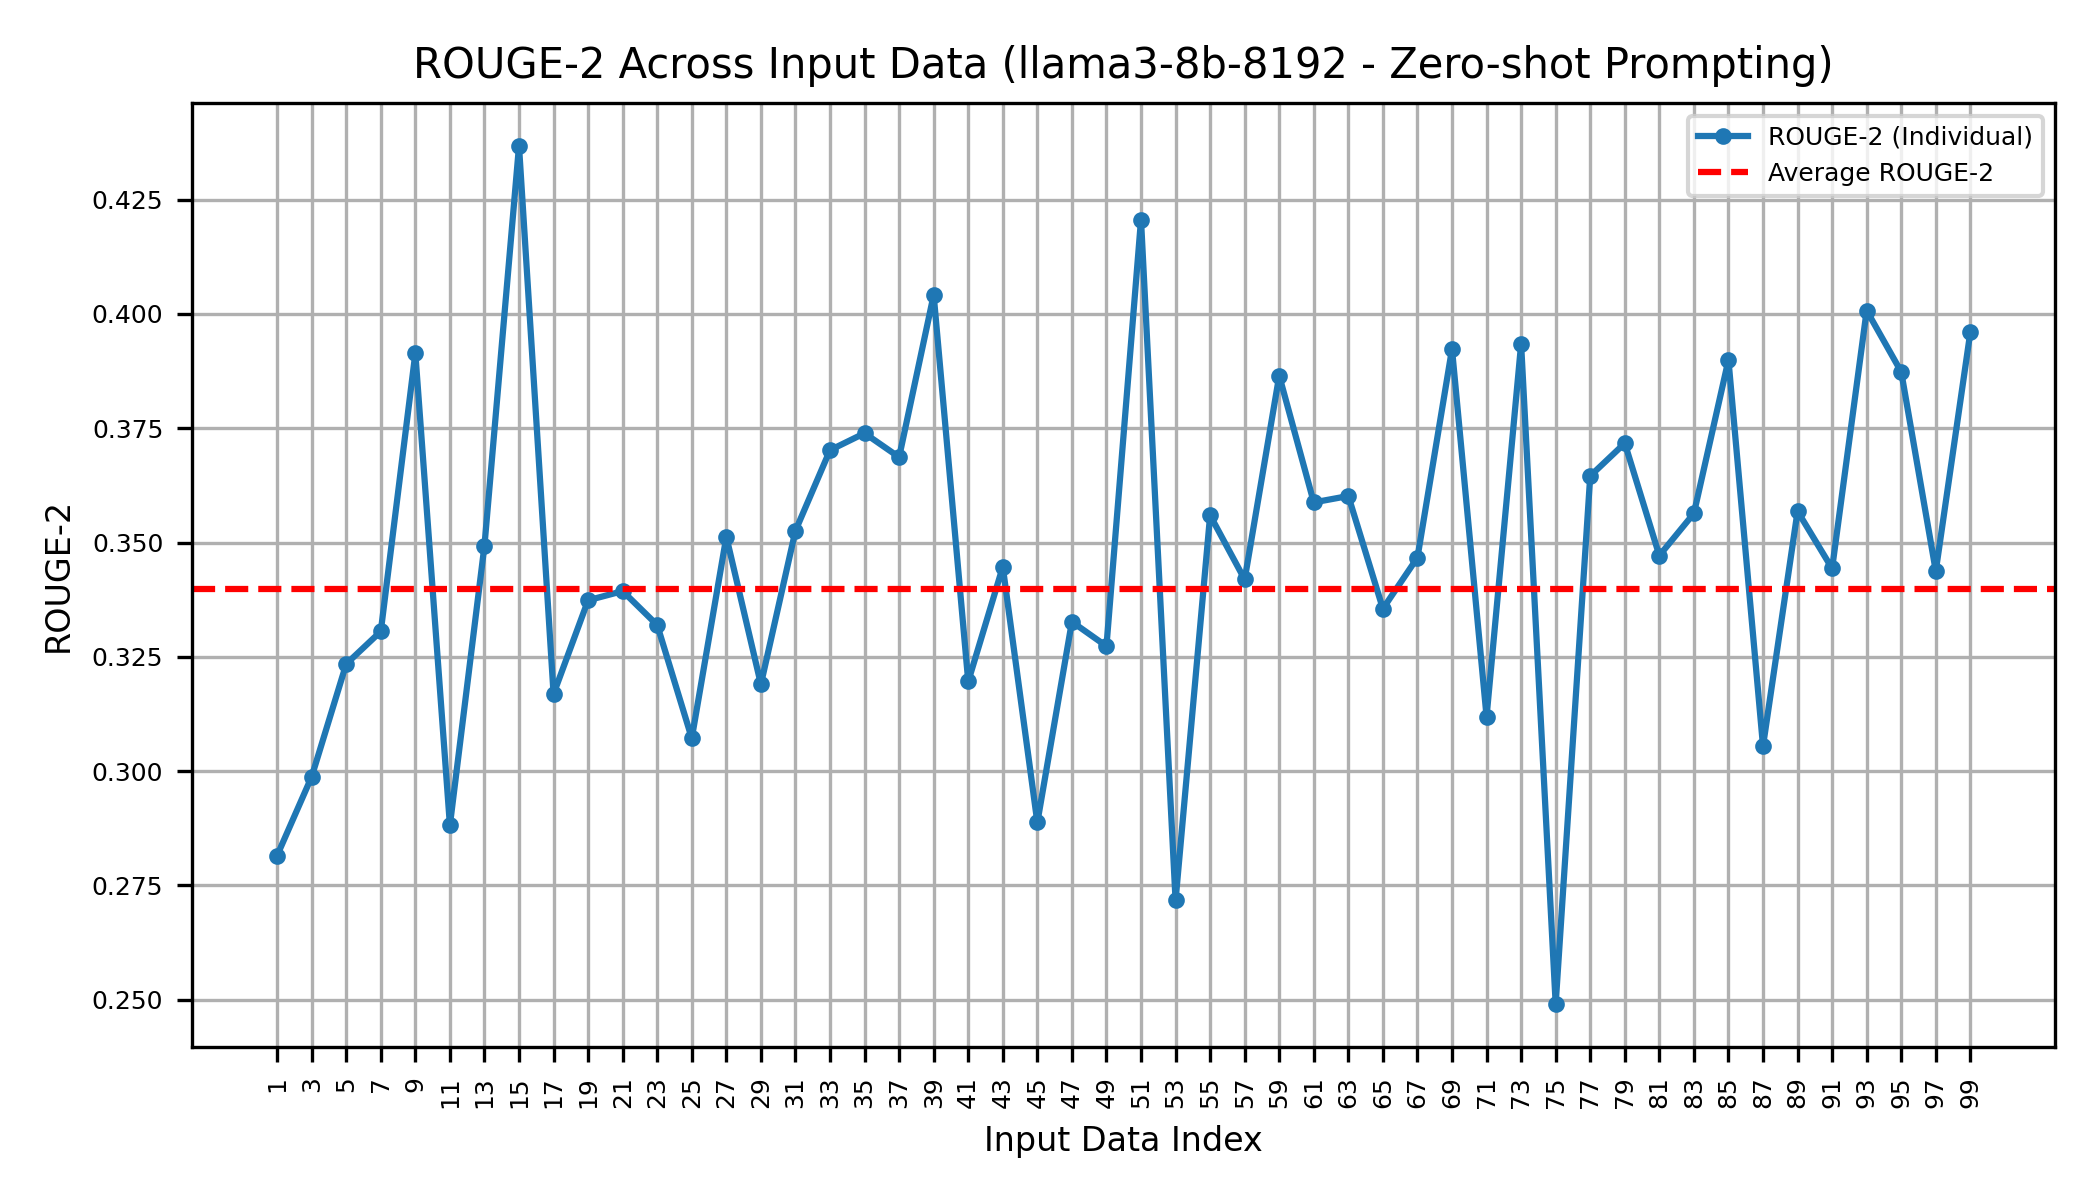 ROUGE-2 Across Input Data (llama3-8b-8192 - Zero-shot Prompting)
ROUGE-2 (Individual)
Average ROUGE-2
ROUGE-2
0.425
0.400
0.375
0.350
0.325
0.300
0.275
0.250
1 3 5 7 9 11 13 15 17 19 21 23 25 27 29 31 33 35 37 39 41 43 45 47 49 51 53 55 57 59 61 63 65 67 69 71 73 75 77 79 81 83 85 87 89 91 93 95 97 99
Input Data Index